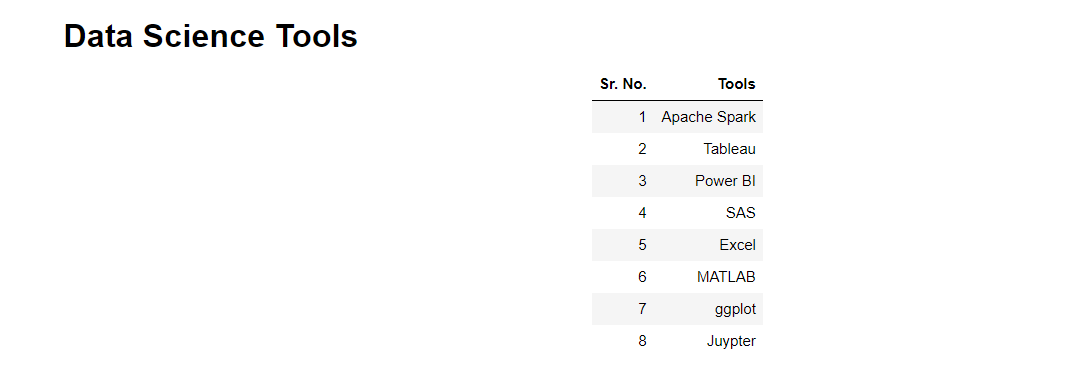 Data Science Tools
Sr. No. Tools
1 Apache Spark
2 Tableau
3 Power BI
4 SAS
5 Excel
6 MATLAB
7 ggplot
8 Juypter